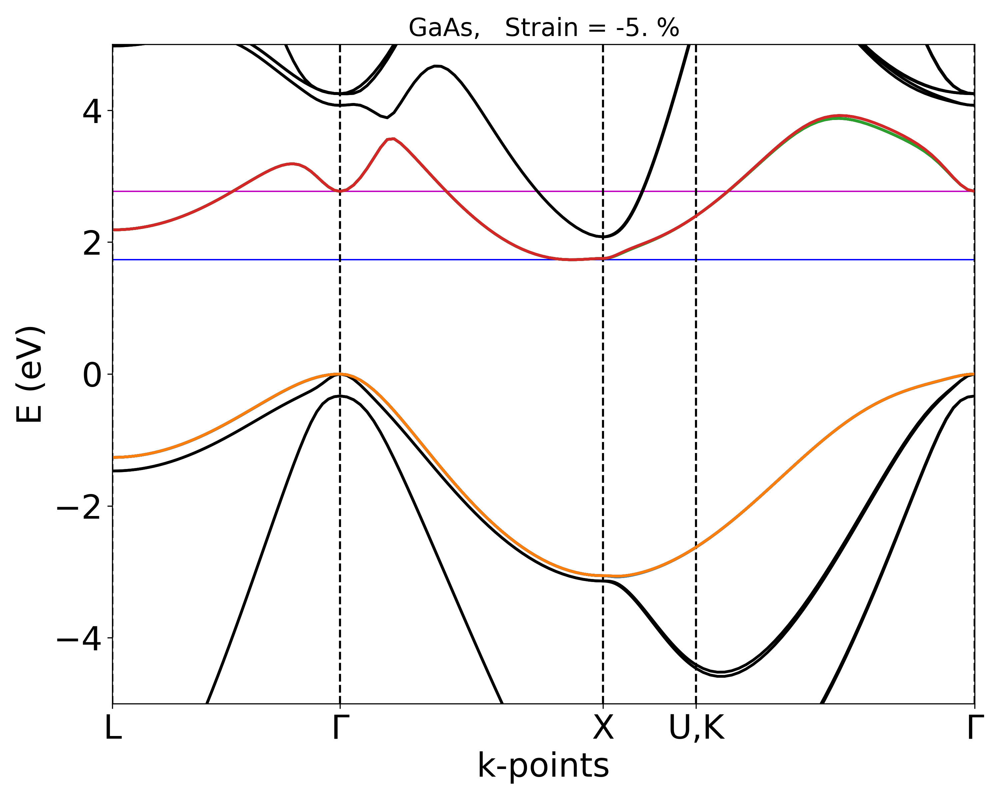 GaAs, Strain = -5. %
E (eV)
4
2
0
−2
−4
L Γ X U,K Γ
k-points